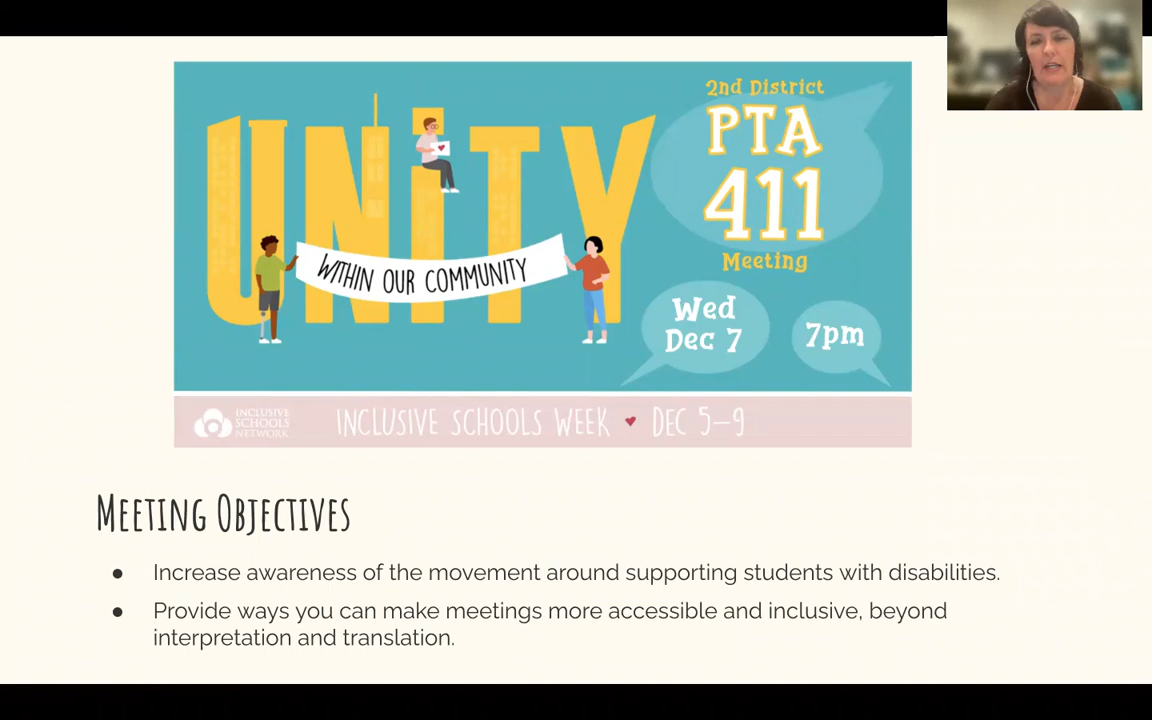 UNiTY
WITHIN OUR COMMUNITY
2nd District
PTA
411
Meeting
Wed
Dec 7
7pm
INCLUSIVE
SCHOOLS
NETWORK
INCLUSIVE SCHOOLS WEEK ♥ DEC 5–9
MEETING OBJECTIVES
● Increase awareness of the movement around supporting students with disabilities.
● Provide ways you can make meetings more accessible and inclusive, beyond
interpretation and translation.